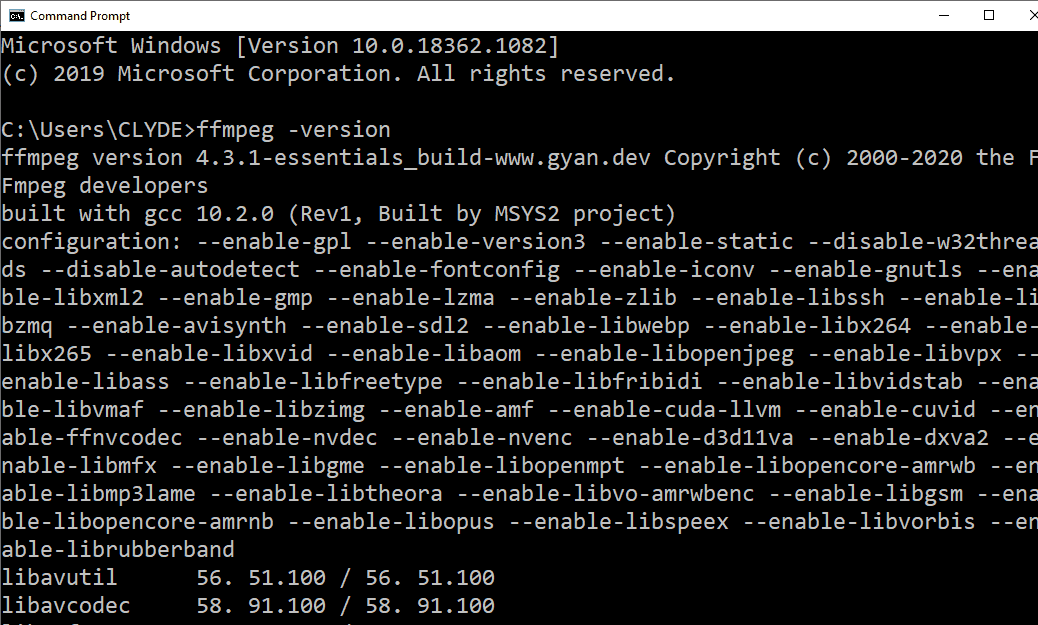 Command Prompt
Microsoft Windows [Version 10.0.18362.1082]
(c) 2019 Microsoft Corporation. All rights reserved.
C:\Users\CLYDE>ffmpeg -version
ffmpeg version 4.3.1-essentials_build-www.gyan.dev Copyright (c) 2000-2020 the F
Fmpeg developers
built with gcc 10.2.0 (Rev1, Built by MSYS2 project)
configuration: --enable-gpl --enable-version3 --enable-static --disable-w32threa
ds --disable-autodetect --enable-fontconfig --enable-iconv --enable-gnutls --ena
ble-libxml2 --enable-gmp --enable-lzma --enable-zlib --enable-libssh --enable-li
bzmq --enable-avisynth --enable-sdl2 --enable-libwebp --enable-libx264 --enable-
libx265 --enable-libxvid --enable-libaom --enable-libopenjpeg --enable-libvpx --
enable-libass --enable-libfreetype --enable-libfribidi --enable-libvidstab --ena
ble-libvmaf --enable-libzimg --enable-amf --enable-cuda-llvm --enable-cuvid --en
able-ffnvcodec --enable-nvdec --enable-nvenc --enable-d3d11va --enable-dxva2 --e
nable-libmfx --enable-libgme --enable-libopenmpt --enable-libopencore-amrwb --en
able-libmp3lame --enable-libtheora --enable-libvo-amrwbenc --enable-libgsm --ena
ble-libopencore-amrnb --enable-libopus --enable-libspeex --enable-libvorbis --en
able-librubberband
libavutil      56. 51.100 / 56. 51.100
libavcodec     58. 91.100 / 58. 91.100